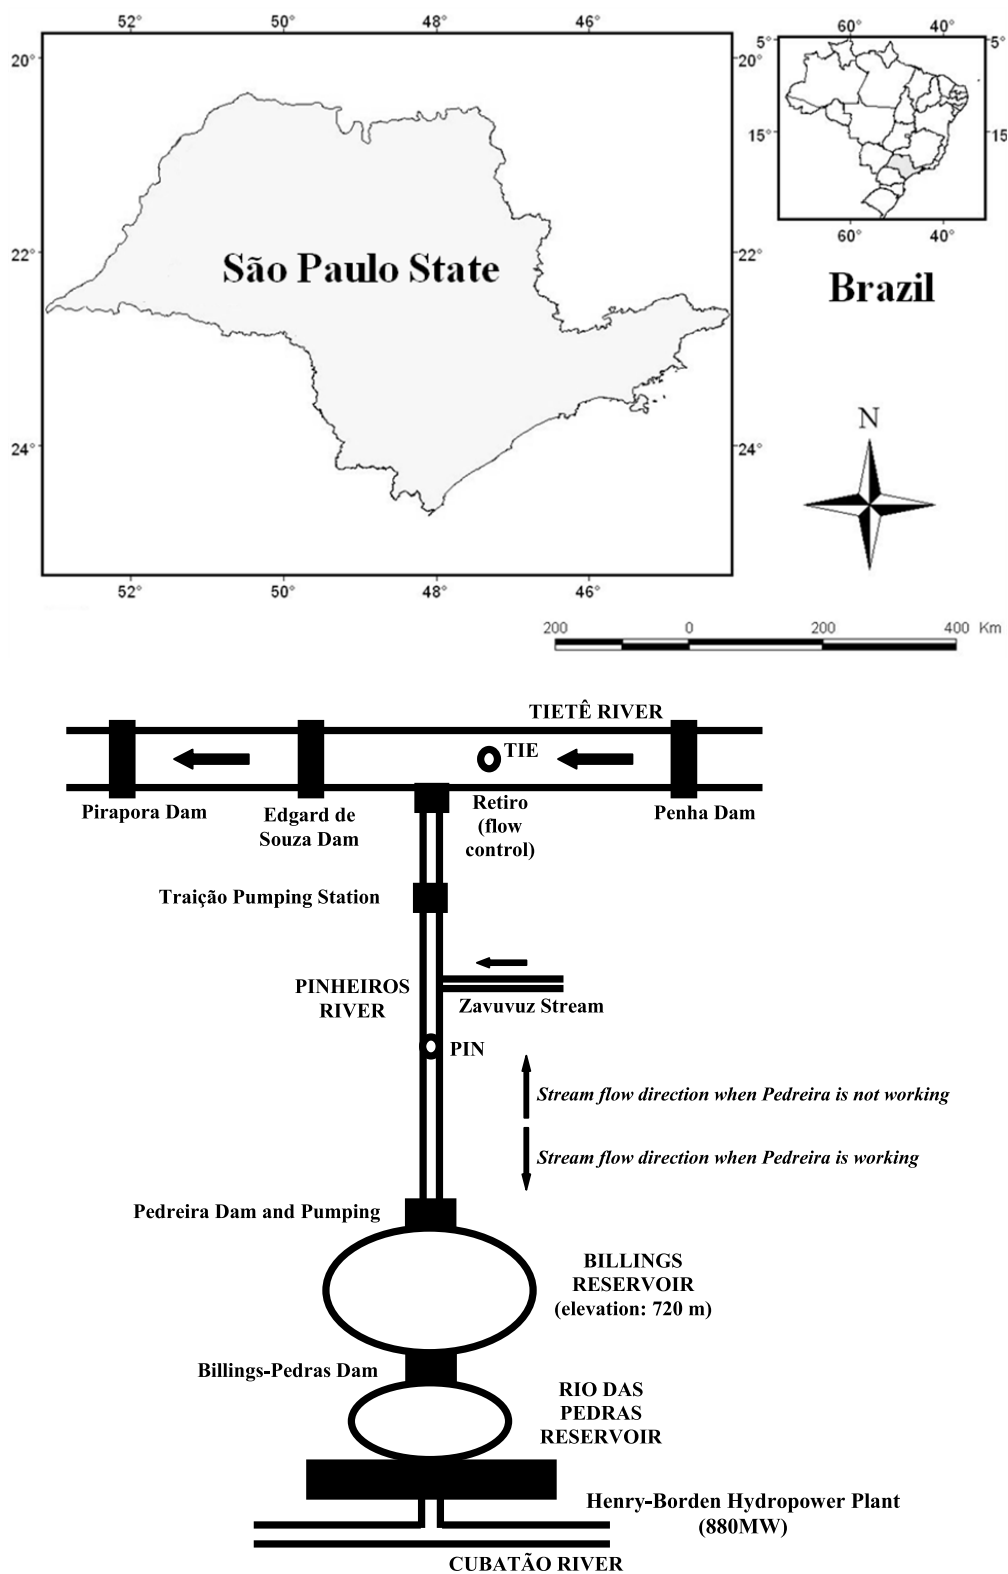 52°
50°
48°
46°
20°
20°
22°
22°
24°
24°
52°
50°
48°
46°
São Paulo State
60°
40°
5°
5°
15°
15
60°
40°
Brazil
N
200
0
200
400 Km
TIETÊ RIVER
TIE
Pirapora Dam
Edgard de
Souza Dam
Retiro
(flow
control)
Penha Dam
Traição Pumping Station
PINHEIROS
RIVER
Zavuvuz Stream
PIN
Stream flow direction when Pedreira is not working
Stream flow direction when Pedreira is working
Pedreira Dam and Pumping
BILLINGS
RESERVOIR
(elevation: 720 m)
Billings-Pedras Dam
RIO DAS
PEDRAS
RESERVOIR
Henry-Borden Hydropower Plant
(880MW)
CUBATÃO RIVER